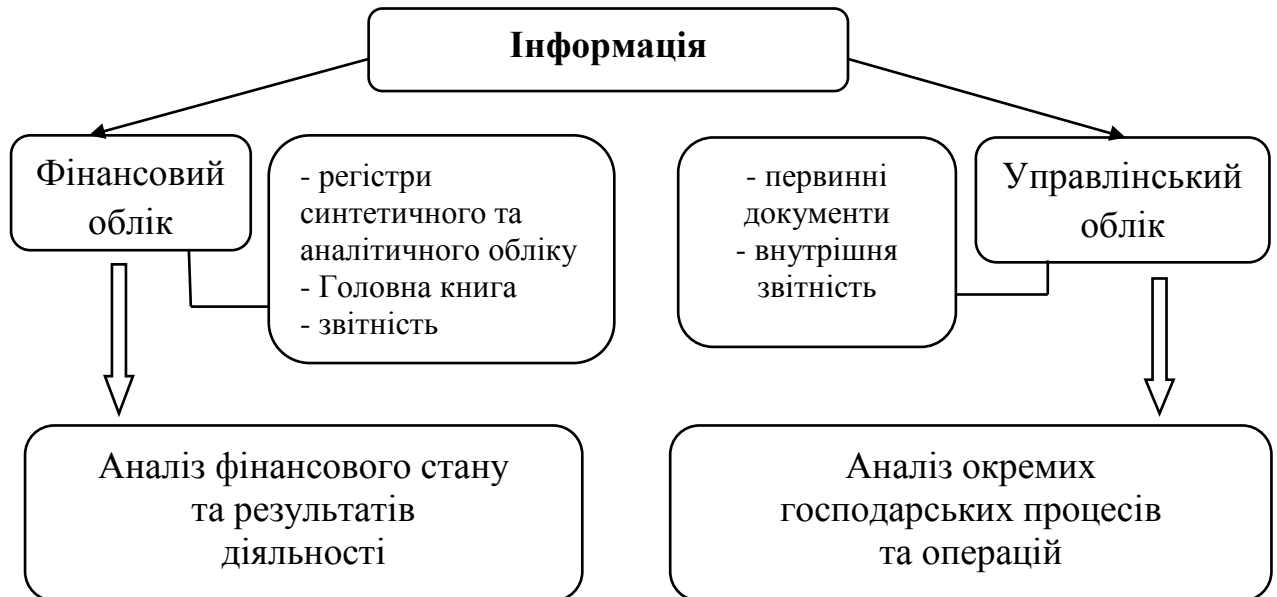 Інформація
Фінансовий
облік
- регістри
синтетичного та
аналітичного обліку
- Головна книга
- звітність
- первинні
документи
- внутрішня
звітність
Управлінський
облік
Аналіз фінансового стану
та результатів
діяльності
Аналіз окремих
господарських процесів
та операцій